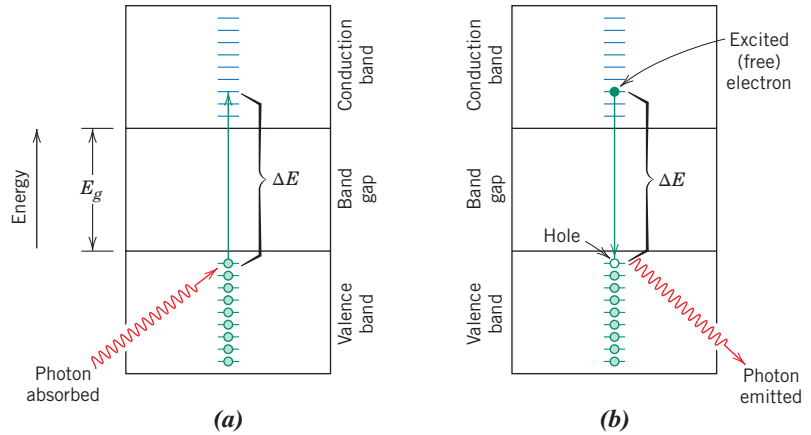 Energy
E_g
Conduction
band
Band
gap
Valence
band
ΔE
Photon
absorbed
(a)
Conduction
band
Band
gap
Valence
band
Excited
(free)
electron
ΔE
Hole
Photon
emitted
(b)